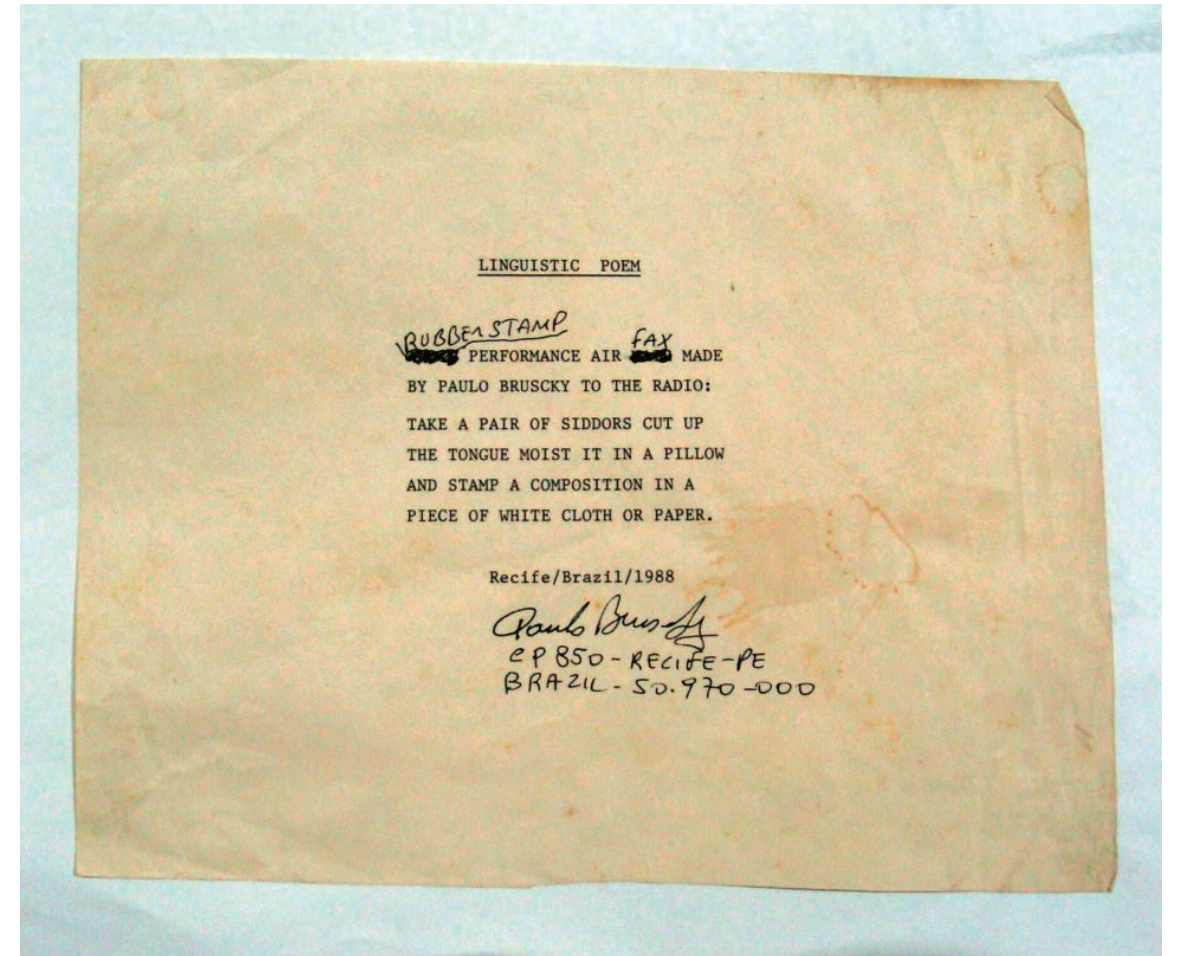 LINGUISTIC POEM
RUBBER STAMP
PERFORMANCE AIR FAX MADE
BY PAULO BRUSCKY TO THE RADIO:
TAKE A PAIR OF SIDDORS CUT UP
THE TONGUE MOIST IT IN A PILLOW
AND STAMP A COMPOSITION IN A
PIECE OF WHITE CLOTH OR PAPER.
Recife/Brazil/1988
Paulo Bruscky
CP 850-RECIFE-PE
BRAZIL-50.970-000